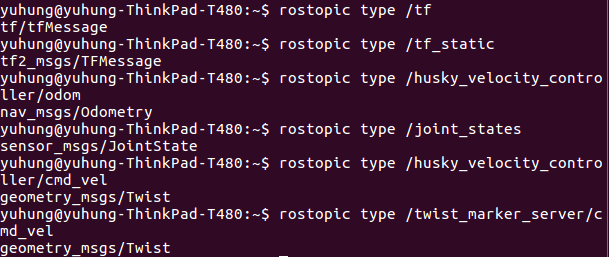 yuhung@yuhung-ThinkPad-T480:~$ rostopic type /tf
tf/tfMessage
yuhung@yuhung-ThinkPad-T480:~$ rostopic type /tf_static
tf2_msgs/TFMessage
yuhung@yuhung-ThinkPad-T480:~$ rostopic type /husky_velocity_contro
ller/odom
nav_msgs/Odometry
yuhung@yuhung-ThinkPad-T480:~$ rostopic type /joint_states
sensor_msgs/JointState
yuhung@yuhung-ThinkPad-T480:~$ rostopic type /husky_velocity_contro
ller/cmd_vel
geometry_msgs/Twist
yuhung@yuhung-ThinkPad-T480:~$ rostopic type /twist_marker_server/c
md_vel
geometry_msgs/Twist